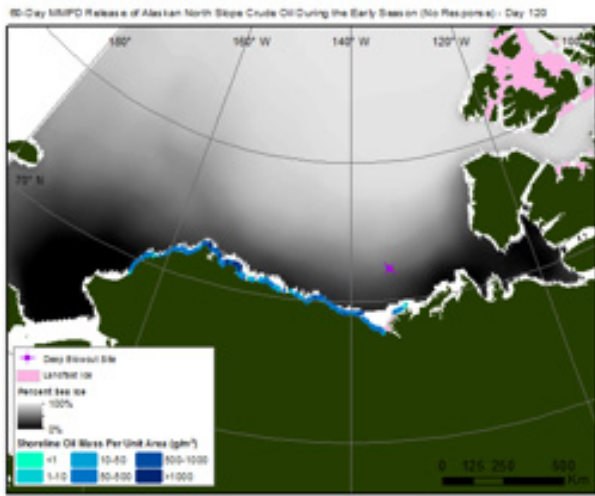 60-Day MMPD Release of Alaskan North Slope Crude Oil During the Early Season (No Response) - Day 120
180°
160° W
140° W
120° W
100°
70° N
Deep Blowout Site
Landfast Ice
Percent Sea Ice
100%
0%
Shoreline Oil Mass Per Unit Area (g/m²)
<1
10-50
500-1000
1-10
50-500
>1000
0 125 250 500
Km